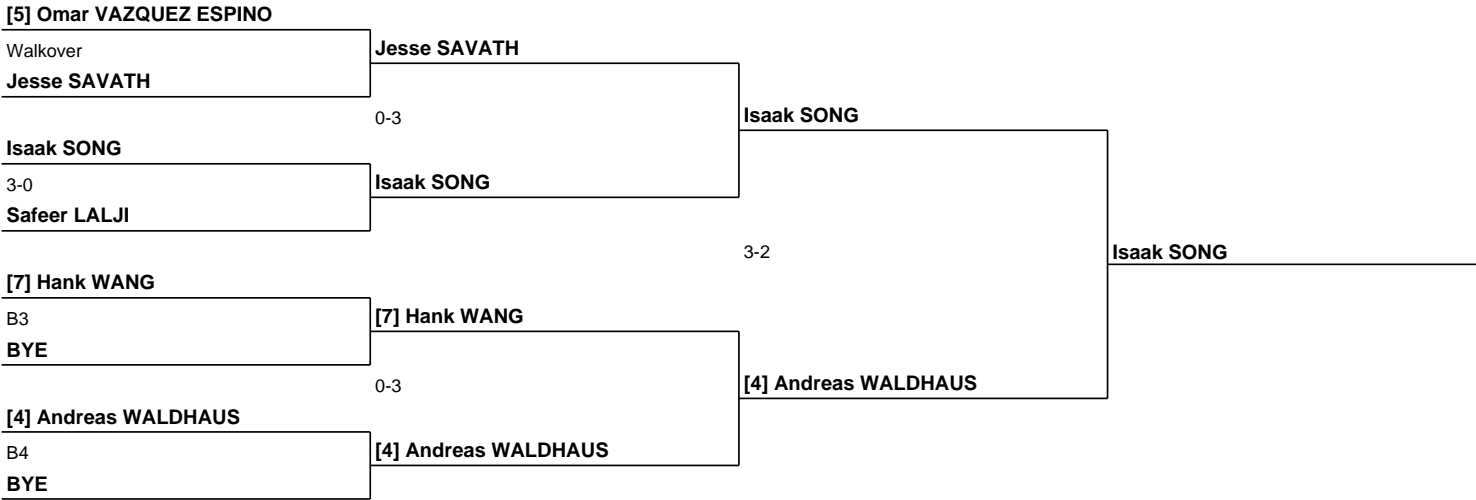 [5] Omar VAZQUEZ ESPINO
Walkover
Jesse SAVATH
Jesse SAVATH
0-3
Isaak SONG
Isaak SONG
3-0
Isaak SONG
Safeer LALJI
3-2
Isaak SONG
[7] Hank WANG
B3
[7] Hank WANG
BYE
0-3
[4] Andreas WALDHAUS
[4] Andreas WALDHAUS
B4
[4] Andreas WALDHAUS
BYE